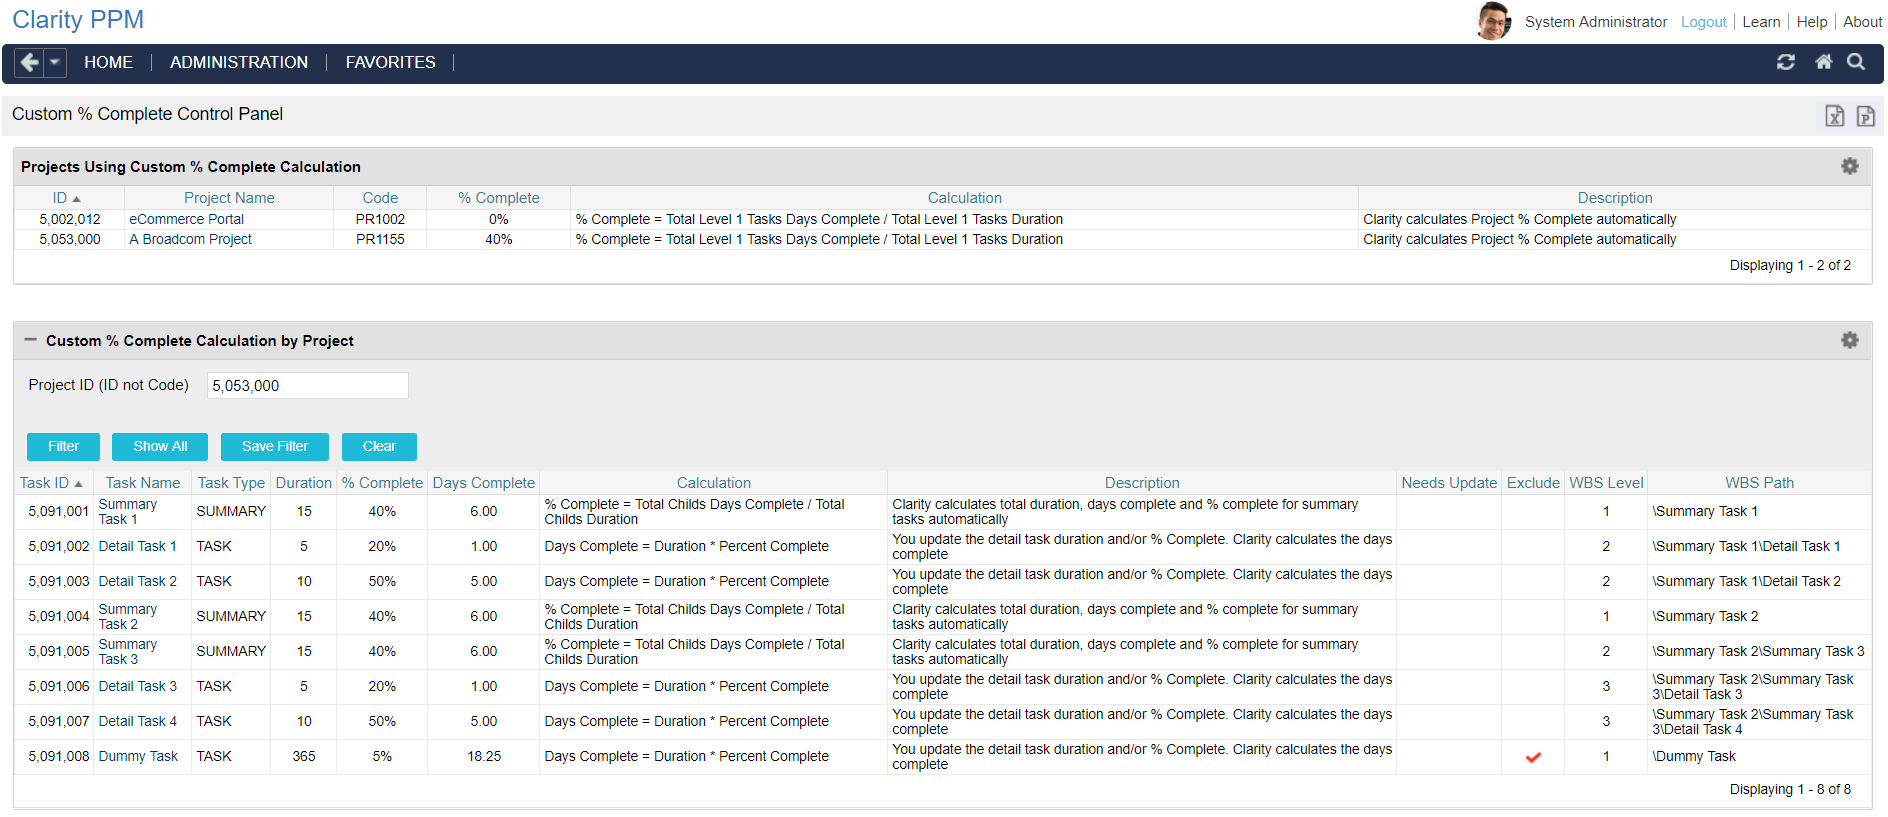 Clarity PPM
System Administrator Logout Learn Help About
HOME ADMINISTRATION FAVORITES
Custom % Complete Control Panel
Projects Using Custom % Complete Calculation
ID Project Name Code % Complete Calculation Description
5,002,012 eCommerce Portal PR1002 0% % Complete = Total Level 1 Tasks Days Complete / Total Level 1 Tasks Duration Clarity calculates Project % Complete automatically
5,053,000 A Broadcom Project PR1155 40% % Complete = Total Level 1 Tasks Days Complete / Total Level 1 Tasks Duration Clarity calculates Project % Complete automatically
Displaying 1 - 2 of 2
Custom % Complete Calculation by Project
Project ID (ID not Code) 5,053,000
Filter Show All Save Filter Clear
Task ID Task Name Task Type Duration % Complete Days Complete Calculation Description Needs Update Exclude WBS Level WBS Path
5,091,001 Summary Task 1 SUMMARY 15 40% 6.00 % Complete = Total Childs Days Complete / Total Childs Duration Clarity calculates total duration, days complete and % complete for summary tasks automatically 1 \Summary Task 1
5,091,002 Detail Task 1 TASK 5 20% 1.00 Days Complete = Duration * Percent Complete You update the detail task duration and/or % Complete. Clarity calculates the days complete 2 \Summary Task 1\Detail Task 1
5,091,003 Detail Task 2 TASK 10 50% 5.00 Days Complete = Duration * Percent Complete You update the detail task duration and/or % Complete. Clarity calculates the days complete 2 \Summary Task 1\Detail Task 2
5,091,004 Summary Task 2 SUMMARY 15 40% 6.00 % Complete = Total Childs Days Complete / Total Childs Duration Clarity calculates total duration, days complete and % complete for summary tasks automatically 1 \Summary Task 2
5,091,005 Summary Task 3 SUMMARY 15 40% 6.00 % Complete = Total Childs Days Complete / Total Childs Duration Clarity calculates total duration, days complete and % complete for summary tasks automatically 2 \Summary Task 2\Summary Task 3
5,091,006 Detail Task 3 TASK 5 20% 1.00 Days Complete = Duration * Percent Complete You update the detail task duration and/or % Complete. Clarity calculates the days complete 3 \Summary Task 2\Summary Task 3\Detail Task 3
5,091,007 Detail Task 4 TASK 10 50% 5.00 Days Complete = Duration * Percent Complete You update the detail task duration and/or % Complete. Clarity calculates the days complete 3 \Summary Task 2\Summary Task 3\Detail Task 4
5,091,008 Dummy Task TASK 365 5% 18.25 Days Complete = Duration * Percent Complete You update the detail task duration and/or % Complete. Clarity calculates the days complete 1 \Dummy Task
Displaying 1 - 8 of 8